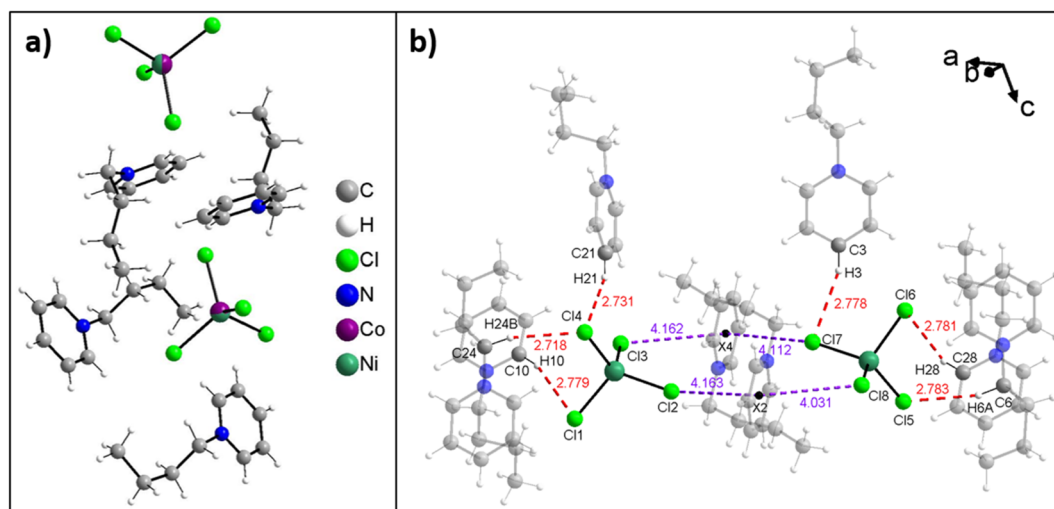 a)
C
H
Cl
N
Co
Ni
b)
a
b
c
C21
H21
2.731
Cl4
H24B
C24
2.718
C10
H10
2.779
Cl1
Cl3
Cl2
4.162
X4
4.112
4.163
X2
4.031
C3
H3
2.778
Cl7
Cl6
2.781
C28
H28
Cl8
2.783
Cl5
H6A
C6